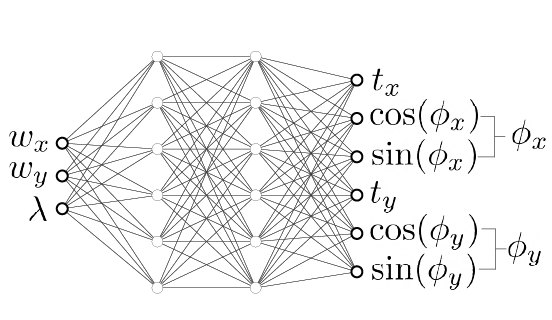 w_x
w_y
λ
t_x
cos(ϕ_x)
sin(ϕ_x)
ϕ_x
t_y
cos(ϕ_y)
sin(ϕ_y)
ϕ_y